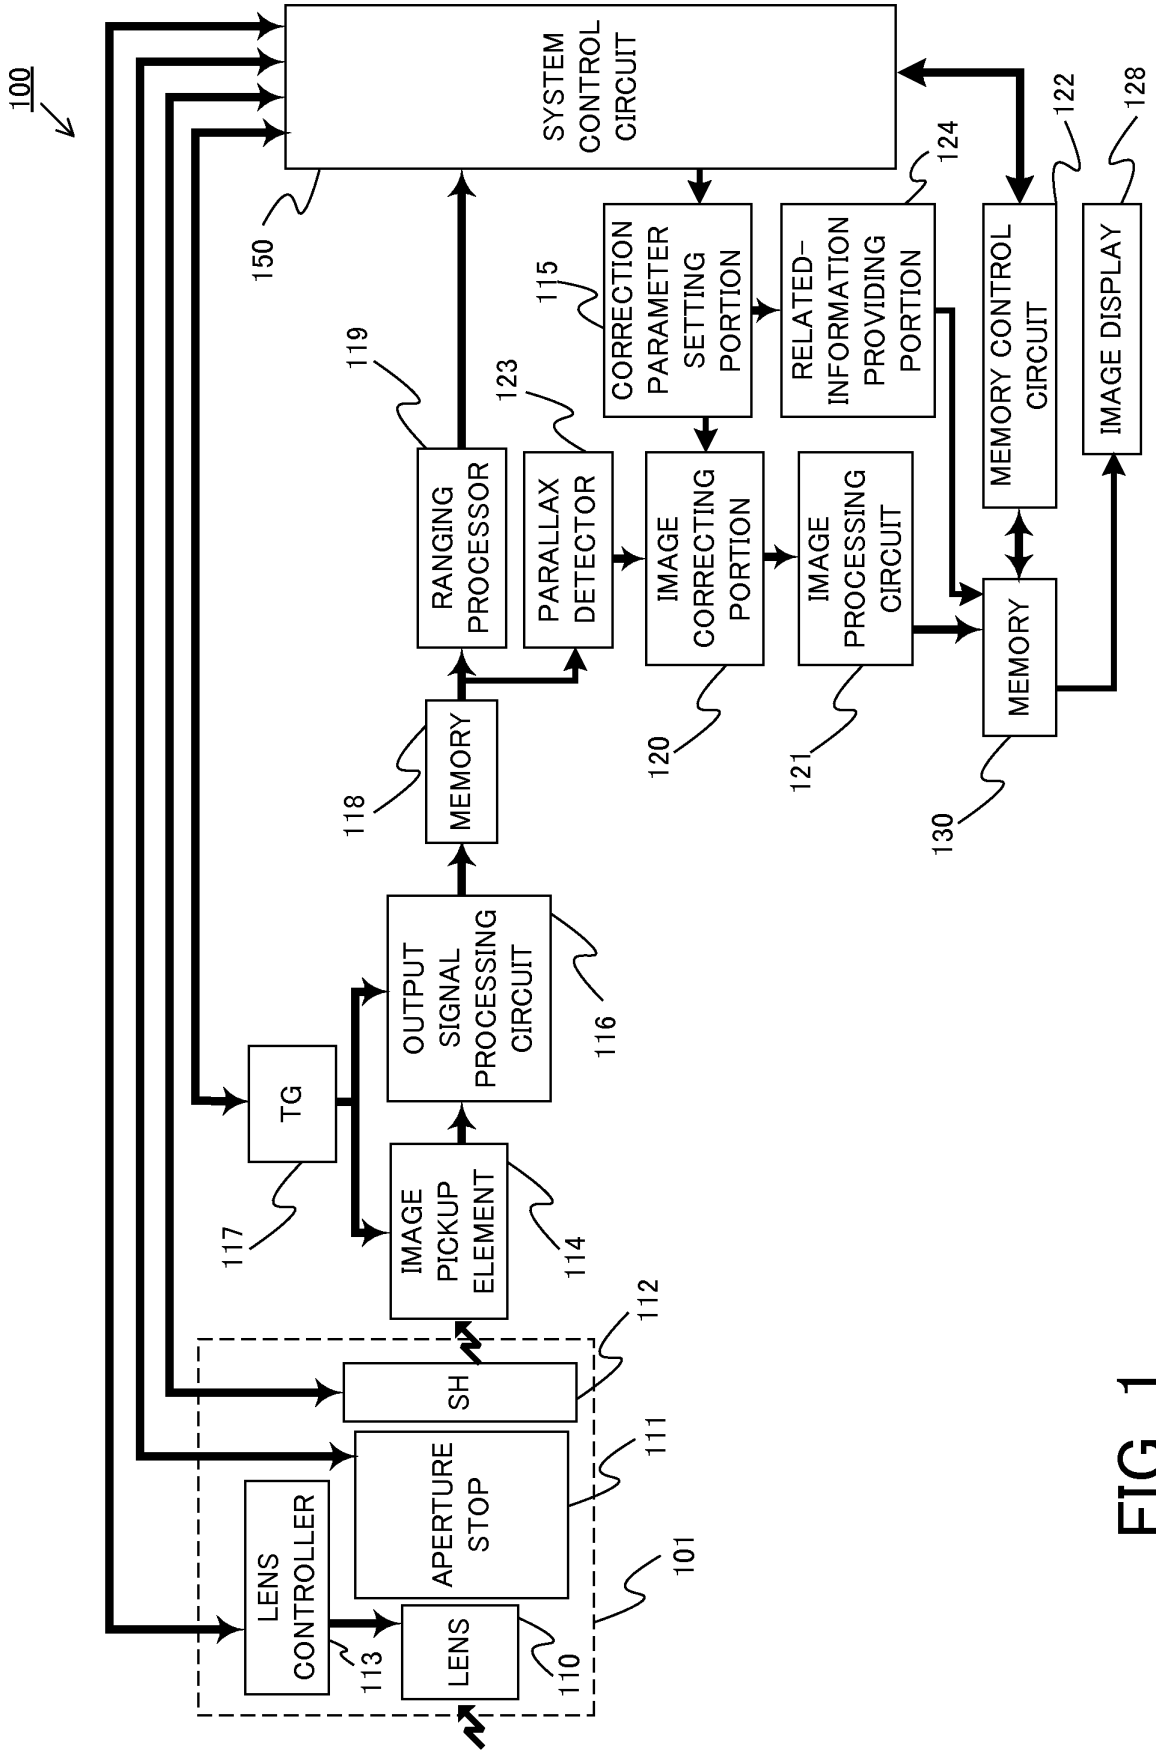 100
SYSTEM
CONTROL
CIRCUIT
150
TG
117
LENS
CONTROLLER
113
LENS
110
APERTURE
STOP
111
SH
112
101
IMAGE
PICKUP
ELEMENT
114
OUTPUT
SIGNAL
PROCESSING
CIRCUIT
116
MEMORY
118
RANGING
PROCESSOR
119
PARALLAX
DETECTOR
123
CORRECTION
PARAMETER
SETTING
PORTION
115
IMAGE
CORRECTING
PORTION
120
RELATED-
INFORMATION
PROVIDING
PORTION
124
IMAGE
PROCESSING
CIRCUIT
121
MEMORY
130
MEMORY CONTROL
CIRCUIT
122
IMAGE DISPLAY
128
FIG. 1